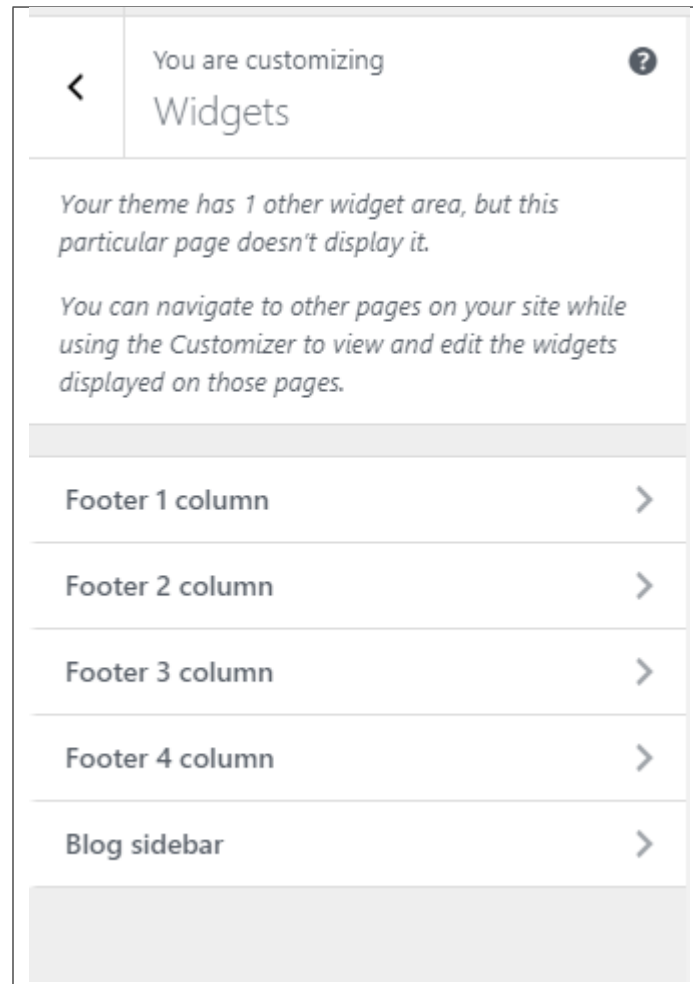 You are customizing
Widgets
Your theme has 1 other widget area, but this
particular page doesn't display it.
You can navigate to other pages on your site while
using the Customizer to view and edit the widgets
displayed on those pages.
Footer 1 column
Footer 2 column
Footer 3 column
Footer 4 column
Blog sidebar